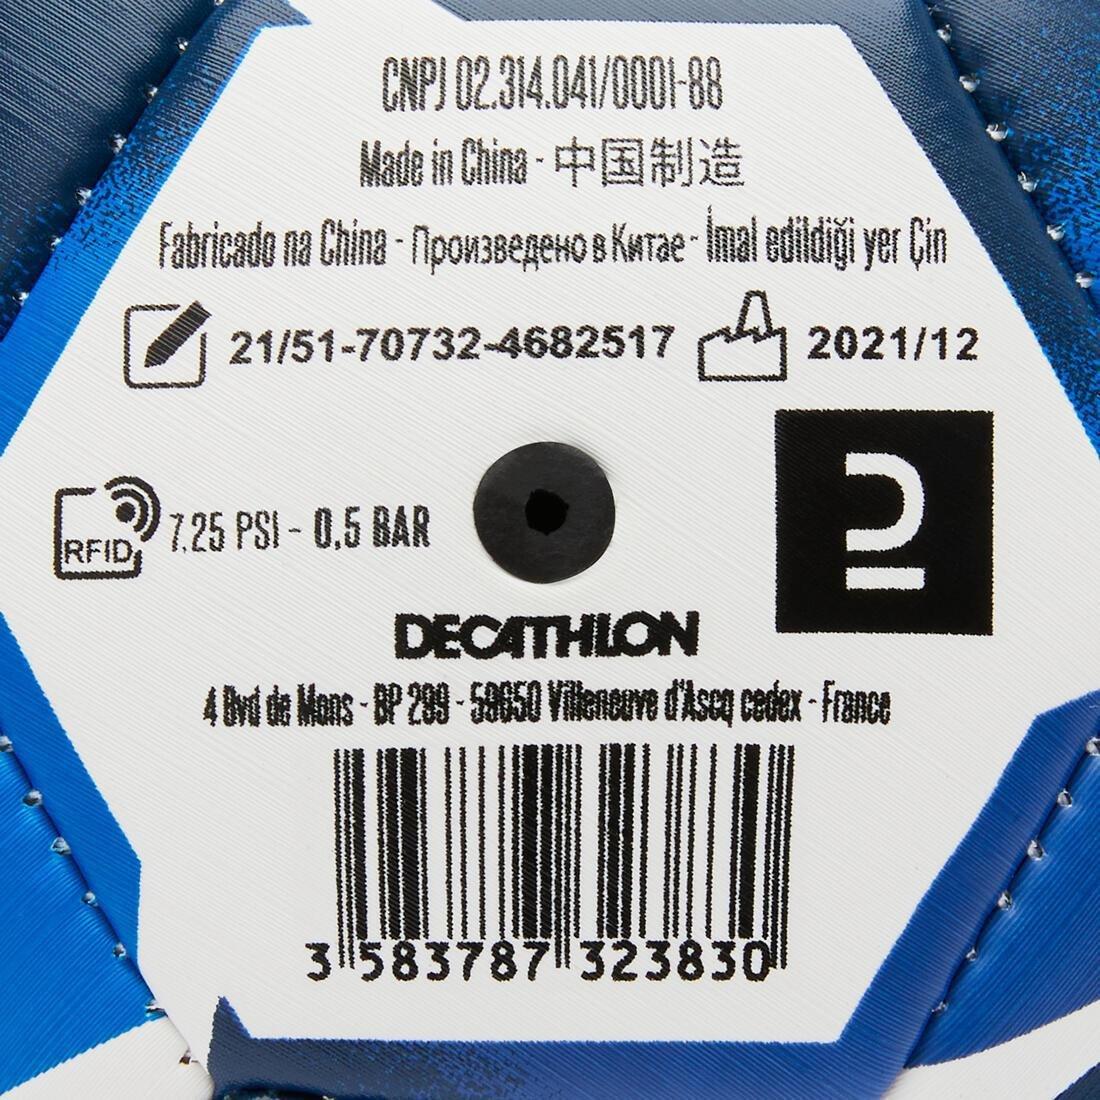 CNPJ 02.314.041/0001-88
Made in China - 中国制造
Fabricado na China - Произведено в Китае - İmal edildiği yer Çin
21/51-70732-4682517 2021/12
RFID 7,25 PSI - 0,5 BAR
DECATHLON
4 Bvd de Mons - BP 299 - 59650 Villeneuve d'Ascq cedex - France
3 583787 323830